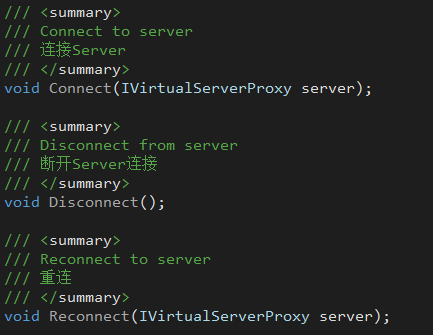 /// <summary>
/// Connect to server
/// 连接Server
/// </summary>
void Connect(IVirtualServerProxy server);
/// <summary>
/// Disconnect from server
/// 断开Server连接
/// </summary>
void Disconnect();
/// <summary>
/// Reconnect to server
/// 重连
/// </summary>
void Reconnect(IVirtualServerProxy server);